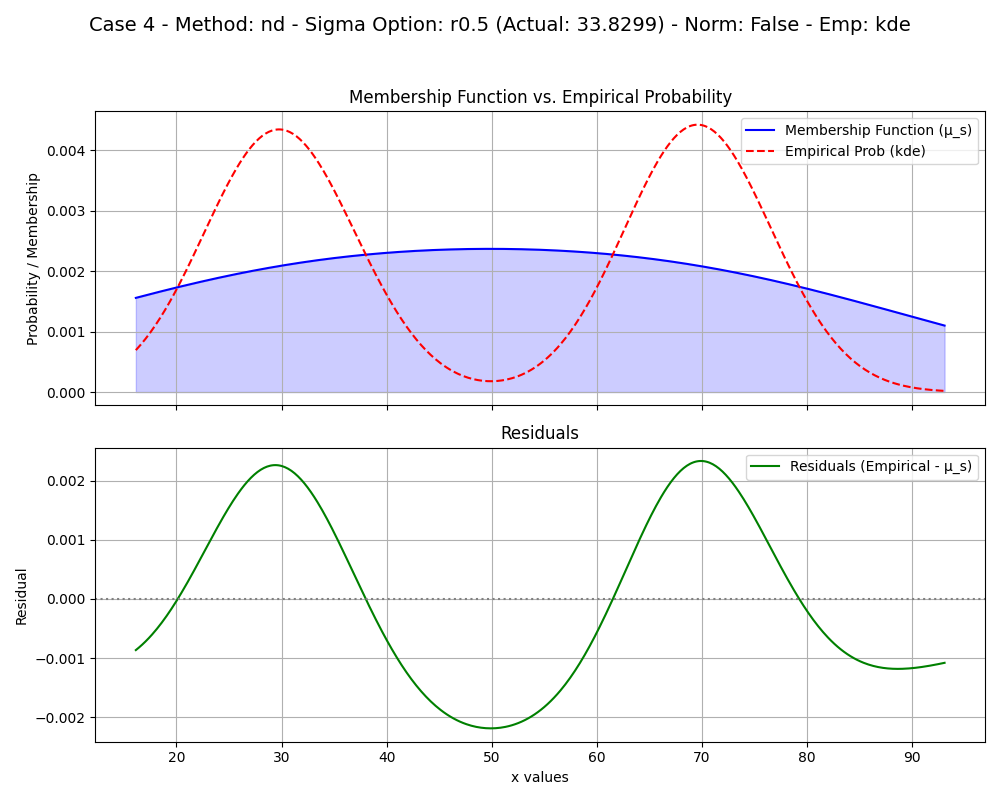 Case 4 - Method: nd - Sigma Option: r0.5 (Actual: 33.8299) - Norm: False - Emp: kde
Membership Function vs. Empirical Probability
Probability / Membership
0.004
0.003
0.002
0.001
0.000
Membership Function (μ_s)
Empirical Prob (kde)
Residuals
Residual
0.002
0.001
0.000
−0.001
−0.002
Residuals (Empirical - μ_s)
20 30 40 50 60 70 80 90
x values